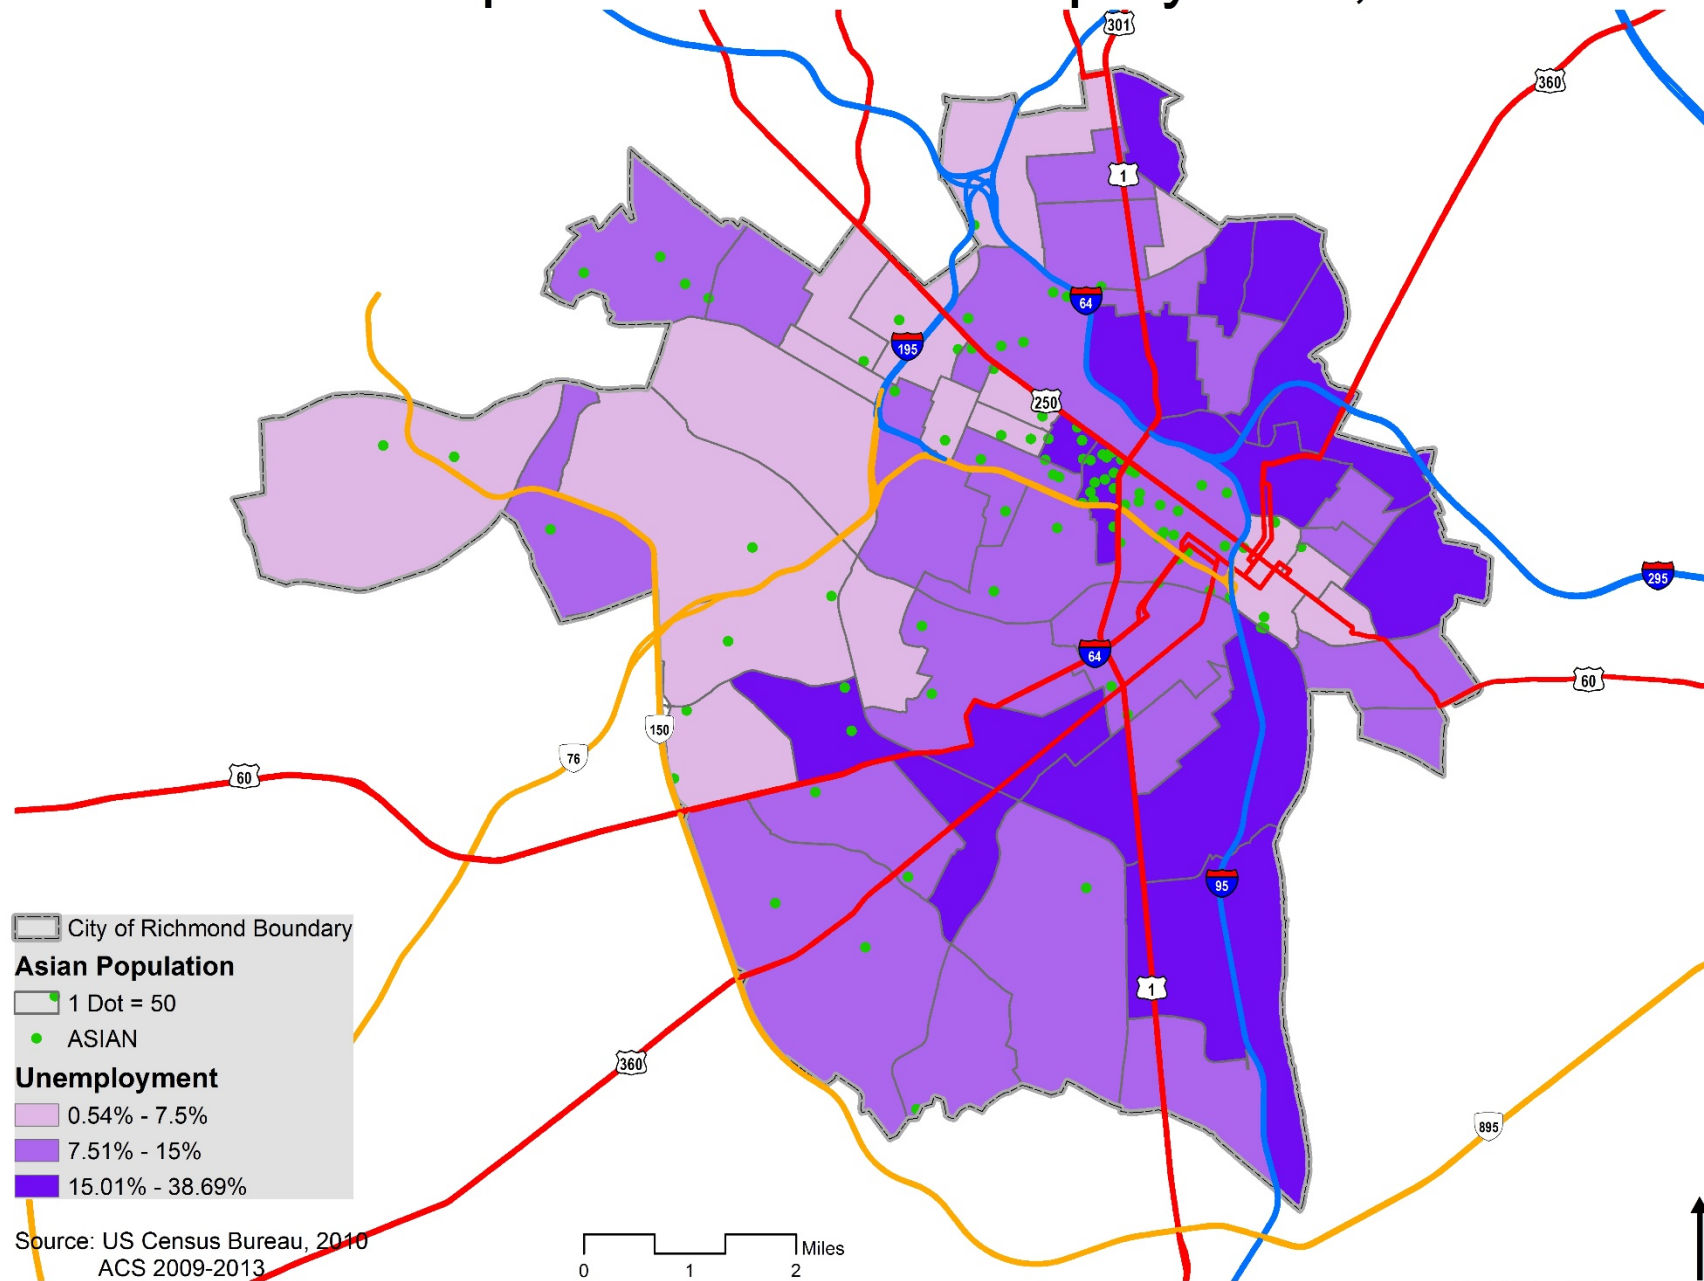 301
360
1
64
195
250
295
60
64
150
76
60
95
1
360
895
City of Richmond Boundary
Asian Population
1 Dot = 50
ASIAN
Unemployment
0.54% - 7.5%
7.51% - 15%
15.01% - 38.69%
Source: US Census Bureau, 2010
ACS 2009-2013
Miles
0 1 2